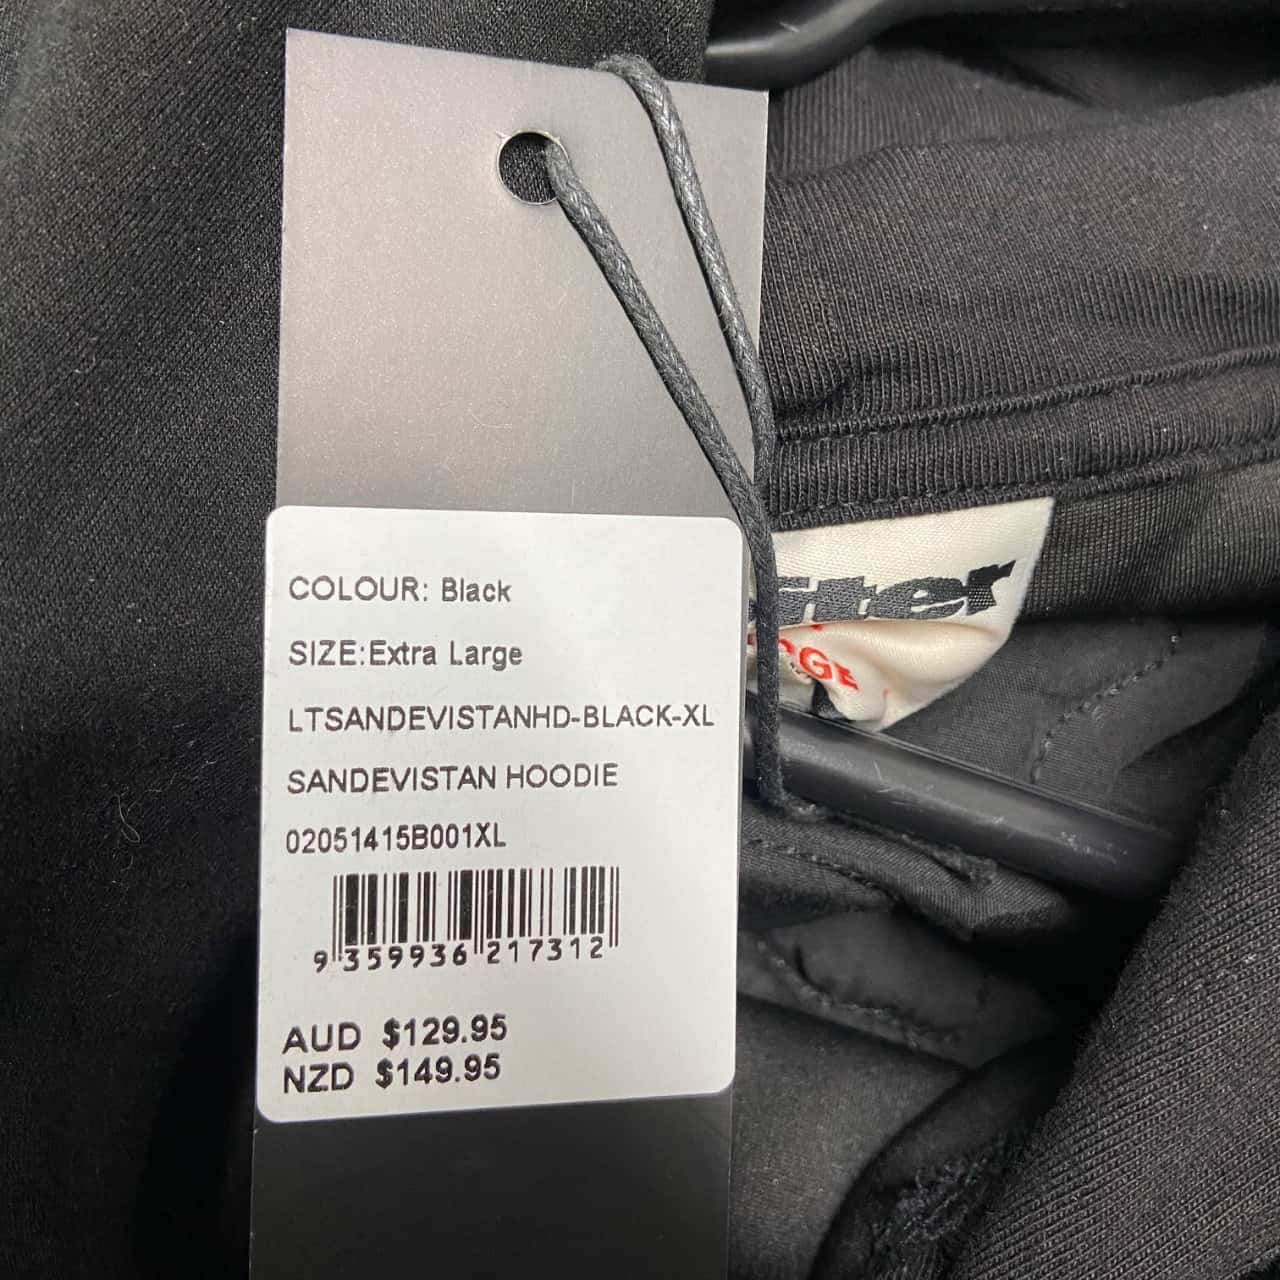 COLOUR: Black
SIZE:Extra Large
LTSANDEVISTANHD-BLACK-XL
SANDEVISTAN HOODIE
02051415B001XL
9 359936 217312
AUD $129.95
NZD $149.95